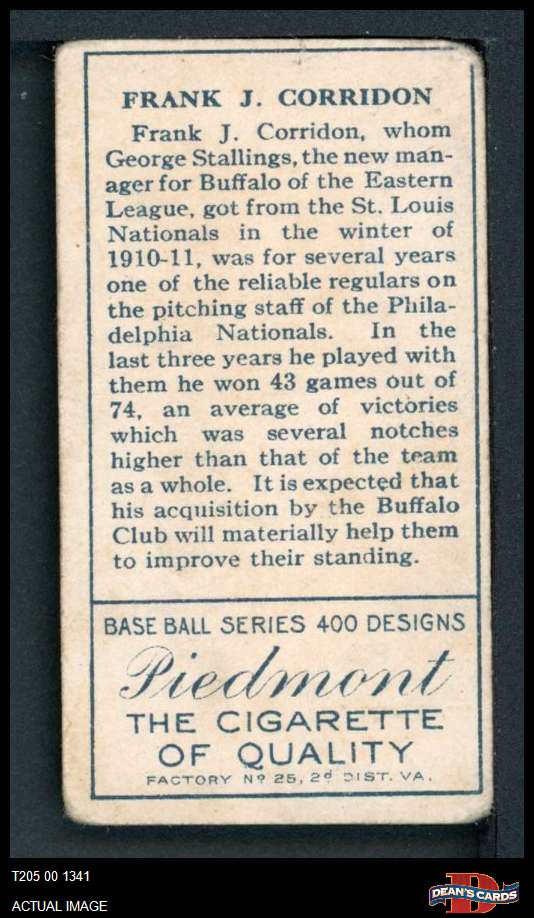 FRANK J. CORRIDON
Frank J. Corridon, whom
George Stallings, the new man-
ager for Buffalo of the Eastern
League, got from the St. Louis
Nationals in the winter of
1910-11, was for several years
one of the reliable regulars on
the pitching staff of the Phila-
delphia Nationals. In the
last three years he played with
them he won 43 games out of
74, an average of victories
which was several notches
higher than that of the team
as a whole. It is expected that
his acquisition by the Buffalo
Club will materially help them
to improve their standing.
BASE BALL SERIES 400 DESIGNS
Piedmont
THE CIGARETTE
OF QUALITY
FACTORY Nº 25, 2d DIST. VA.
T205 00 1341
ACTUAL IMAGE
D
DEAN'S CARDS